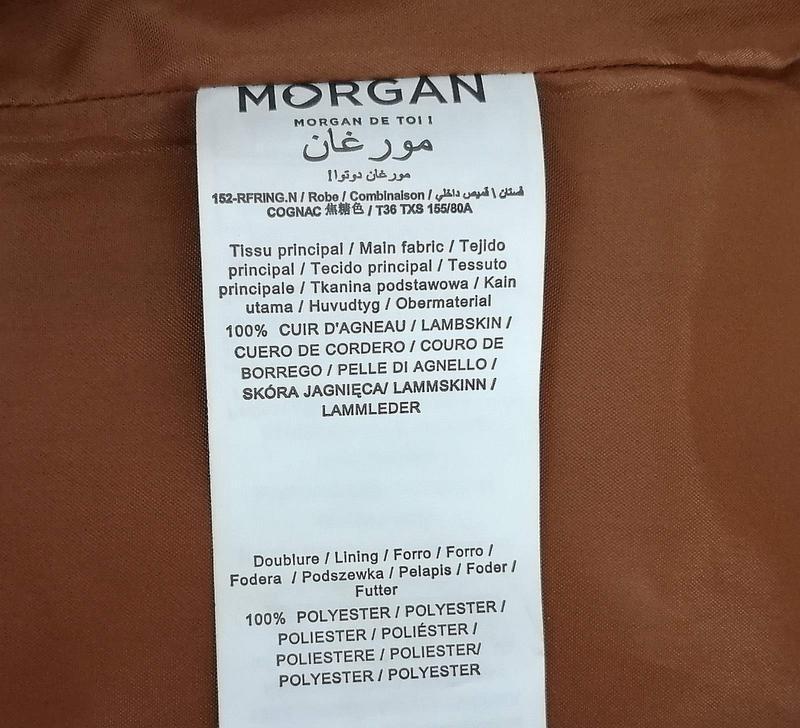 MORGAN
MORGAN DE TOI !
مورغان
مورغان دوتوا!
152-RFRING.N / Robe / Combinaison / فستان \ قميص داخلي
COGNAC 焦糖色 / T36 TXS 155/80A
Tissu principal / Main fabric / Tejido
principal / Tecido principal / Tessuto
principale / Tkanina podstawowa / Kain
utama / Huvudtyg / Obermaterial
100% CUIR D'AGNEAU / LAMBSKIN /
CUERO DE CORDERO / COURO DE
BORREGO / PELLE DI AGNELLO /
SKÓRA JAGNIĘCA/ LAMMSKINN /
LAMMLEDER
Doublure / Lining / Forro / Forro /
Fodera / Podszewka / Pelapis / Foder /
Futter
100% POLYESTER / POLYESTER /
POLIESTER / POLIÉSTER /
POLIESTERE / POLIESTER/
POLYESTER / POLYESTER